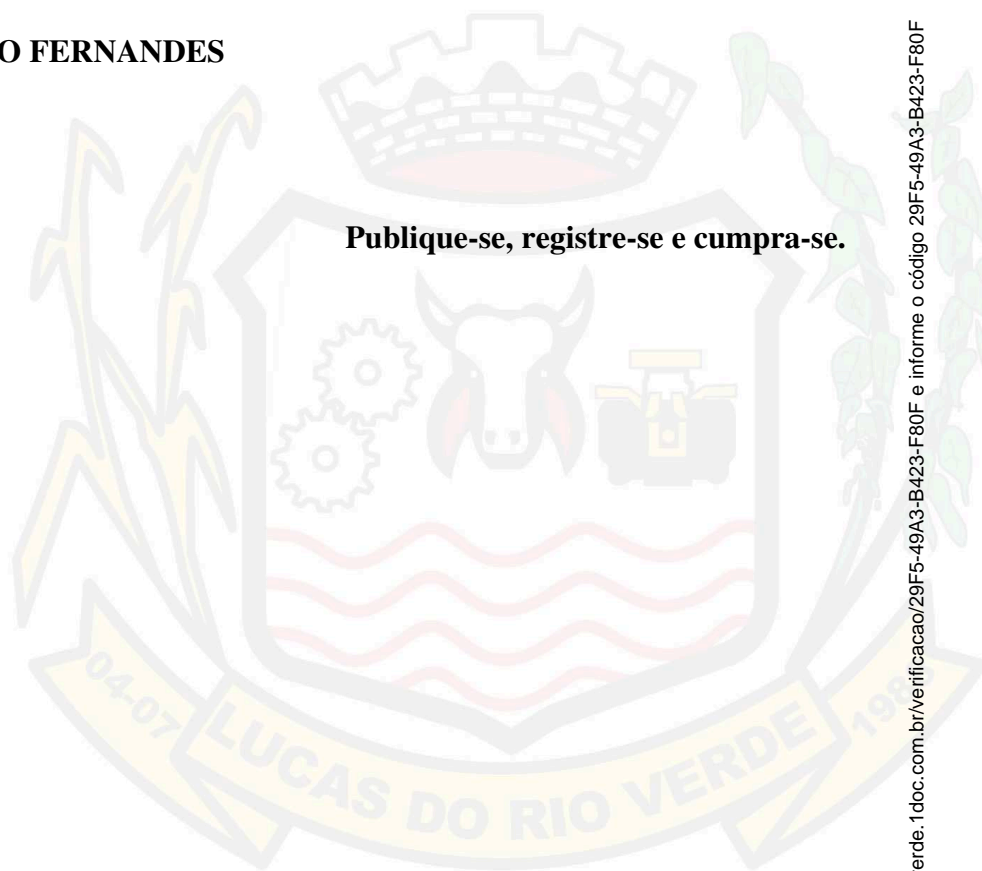 O FERNANDES
Publique-se, registre-se e cumpra-se.
04-07
LUCAS DO RIO VERDE
1988
erde.1doc.com.br/verificacao/29F5-49A3-B423-F80F e informe o código 29F5-49A3-B423-F80F